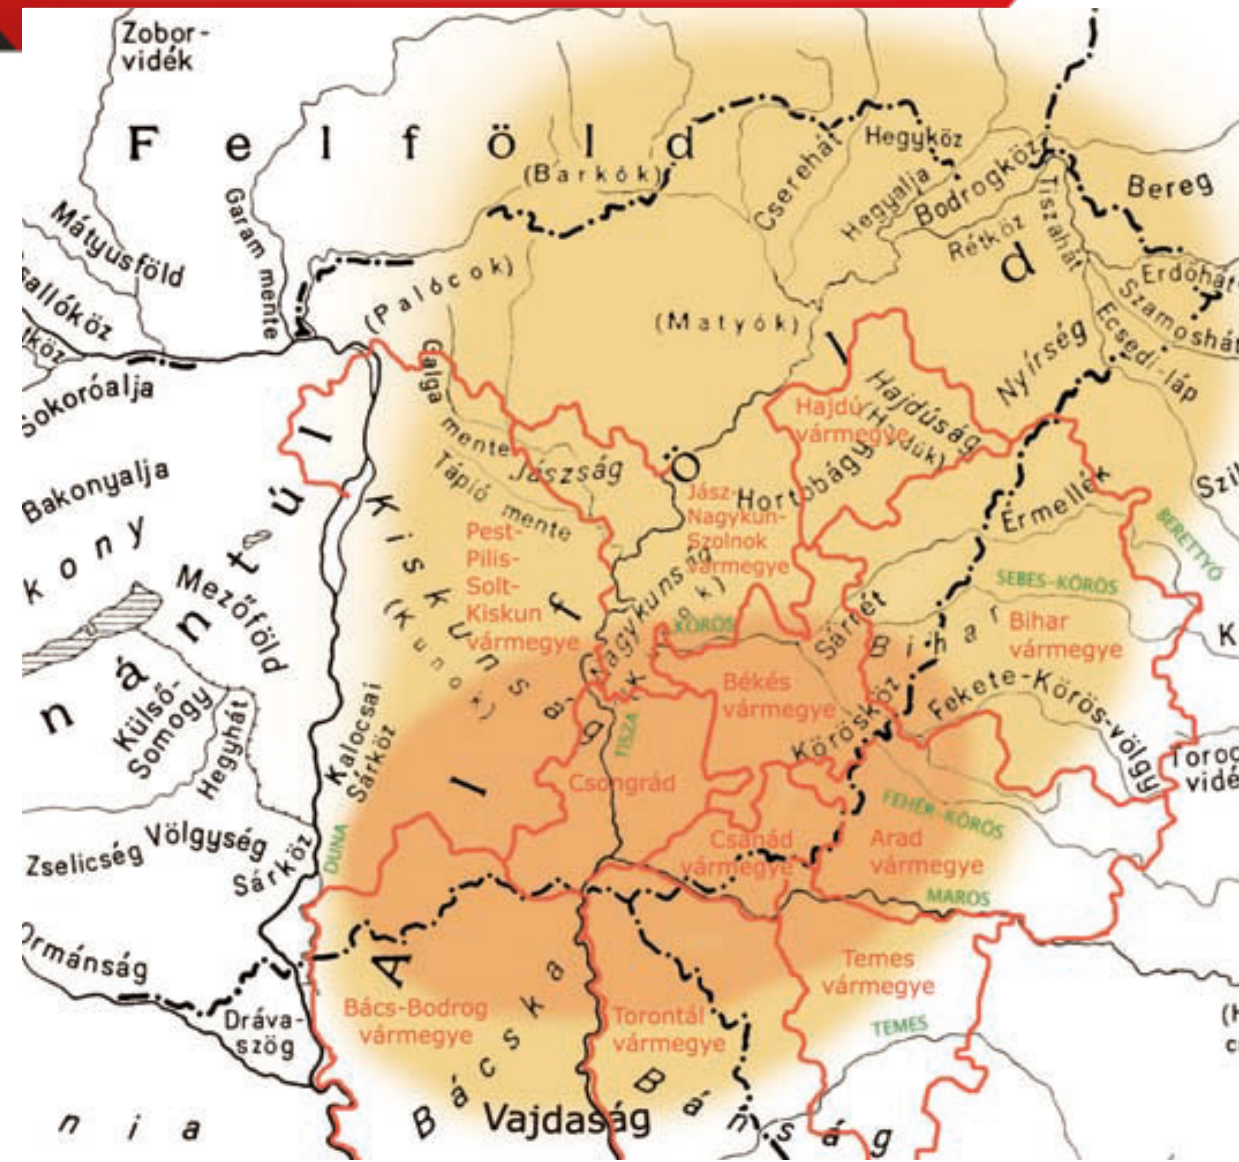 Zobor-
vidék
Felföld
(Barkók)
Hegyköz
Cserehát
Hegyalja
Bodrogköz
Rétköz
Tiszahát
Bereg
Erdőhát
Szamoshát
Ecsedi-láp
Nyírség
Mátyusföld
Garam mente
(Palócok)
(Matyók)
Sokoróalja
Galga
mente
Tápió
mente
Jászság
Hajdúság
(Hajdúk)
Hajdú
vármegye
Hortobágy
Jász-
Nagykun-
Szolnok
vármegye
Érmellék
BERETTYÓ
SEBES-KÖRÖS
Bakonyalja
kony
Mezőföld
Kiskunság
(Kunok)
Pest-
Pilis-
Solt-
Kiskun
vármegye
Nagykunság
KÖRÖS
Sárrét
Bihar
Bihar
vármegye
Dunántúl
Alföld
Külső-
Somogy
Hegyhát
Kalocsai
Sárköz
Békés
vármegye
Körösköz
Fekete-Körös-völgy
TISZA
Csongrád
Csanád
vármegye
Arad
vármegye
FEHÉR-KÖRÖS
MAROS
DUNA
Zselicség
Völgység
Sárköz
Ormánság
Dráva-
szög
Bács-Bodrog
vármegye
Torontál
vármegye
Temes
vármegye
TEMES
Bácska
Vajdaság
Bánság
nia